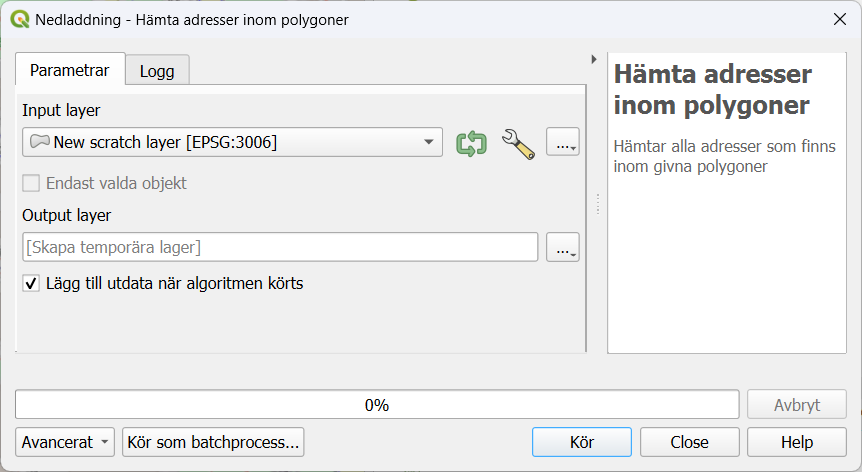 Nedladdning - Hämta adresser inom polygoner
Parametrar
Logg
Input layer
New scratch layer [EPSG:3006]
...
Endast valda objekt
Output layer
[Skapa temporära lager]
...
Lägg till utdata när algoritmen körts
Hämta adresser
inom polygoner
Hämtar alla adresser som finns
inom givna polygoner
0%
Avbryt
Avancerat
Kör som batchprocess...
Kör
Close
Help